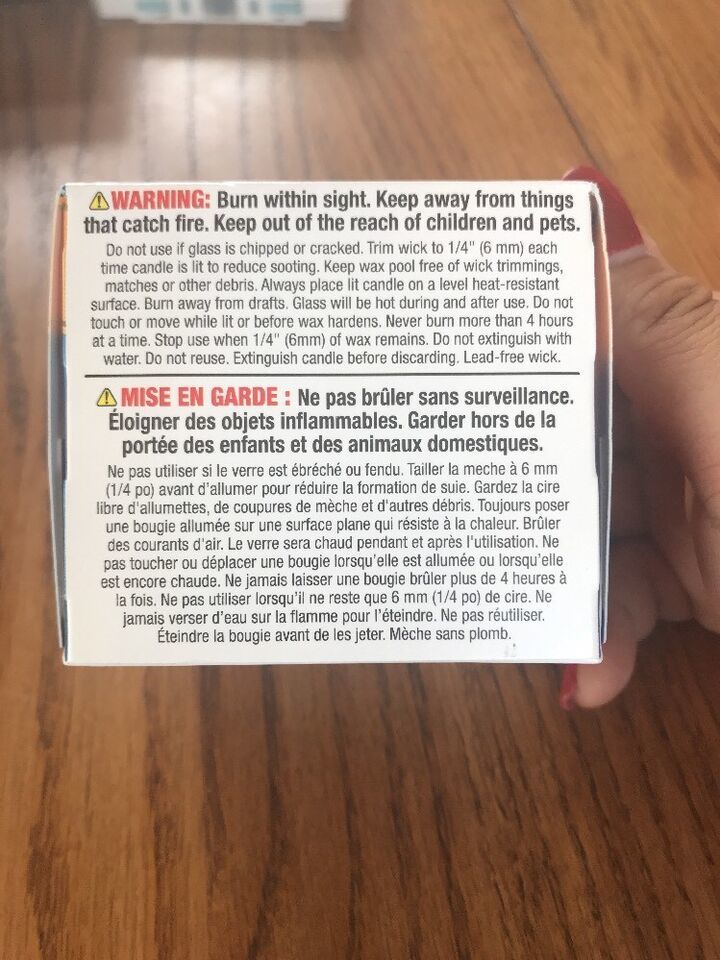 ⚠WARNING: Burn within sight. Keep away from things
that catch fire. Keep out of the reach of children and pets.
Do not use if glass is chipped or cracked. Trim wick to 1/4" (6 mm) each
time candle is lit to reduce sooting. Keep wax pool free of wick trimmings,
matches or other debris. Always place lit candle on a level heat-resistant
surface. Burn away from drafts. Glass will be hot during and after use. Do not
touch or move while lit or before wax hardens. Never burn more than 4 hours
at a time. Stop use when 1/4" (6mm) of wax remains. Do not extinguish with
water. Do not reuse. Extinguish candle before discarding. Lead-free wick.
⚠MISE EN GARDE : Ne pas brûler sans surveillance.
Éloigner des objets inflammables. Garder hors de la
portée des enfants et des animaux domestiques.
Ne pas utiliser si le verre est ébréché ou fendu. Tailler la meche à 6 mm
(1/4 po) avant d'allumer pour réduire la formation de suie. Gardez la cire
libre d'allumettes, de coupures de mèche et d'autres débris. Toujours poser
une bougie allumée sur une surface plane qui résiste à la chaleur. Brûler
des courants d'air. Le verre sera chaud pendant et après l'utilisation. Ne
pas toucher ou déplacer une bougie lorsqu'elle est allumée ou lorsqu'elle
est encore chaude. Ne jamais laisser une bougie brûler plus de 4 heures à
la fois. Ne pas utiliser lorsqu'il ne reste que 6 mm (1/4 po) de cire. Ne
jamais verser d'eau sur la flamme pour l'éteindre. Ne pas réutiliser.
Éteindre la bougie avant de les jeter. Mèche sans plomb.